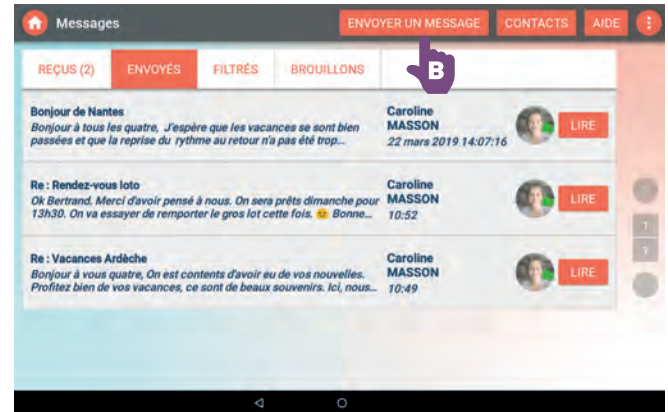 Messages
ENVOYER UN MESSAGE
CONTACTS
AIDE
B
REÇUS (2)
ENVOYÉS
FILTRÉS
BROUILLONS
Bonjour de Nantes
Bonjour à tous les quatre, J'espère que les vacances se sont bien
passées et que la reprise du rythme au retour n'a pas été trop...
Caroline
MASSON
22 mars 2019 14:07:16
LIRE
Re : Rendez-vous loto
Ok Bertrand. Merci d'avoir pensé à nous. On sera prêts dimanche pour
13h30. On va essayer de remporter le gros lot cette fois. 😉 Bonne...
Caroline
MASSON
10:52
LIRE
Re : Vacances Ardèche
Bonjour à vous quatre, On est contents d'avoir eu de vos nouvelles.
Profitez bien de vos vacances, ce sont de beaux souvenirs. Ici, nous...
Caroline
MASSON
10:49
LIRE
1